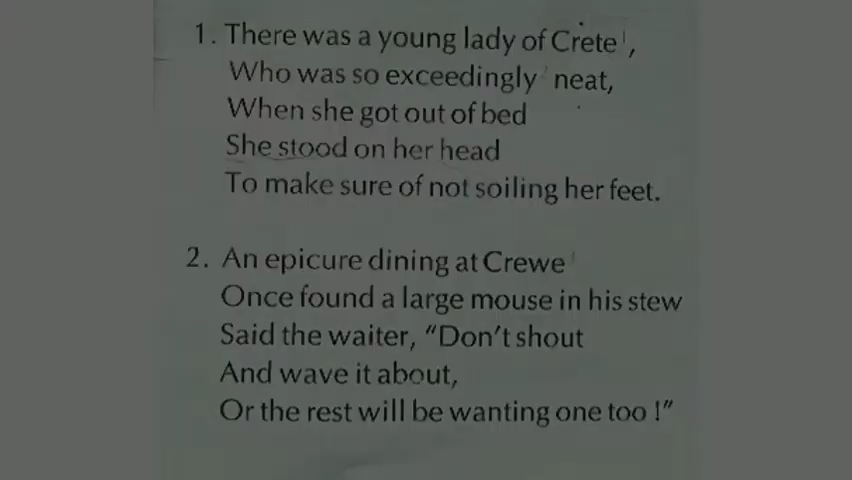 1. There was a young lady of Crete¹,
Who was so exceedingly neat,
When she got out of bed
She stood on her head
To make sure of not soiling her feet.
2. An epicure dining at Crewe
Once found a large mouse in his stew
Said the waiter, “Don’t shout
And wave it about,
Or the rest will be wanting one too !”